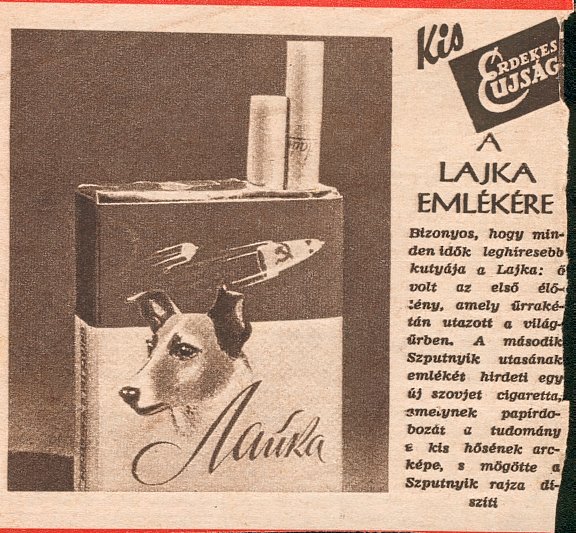 Kis
ÉRDEKES
UJSÁG
A
LAJKA
EMLÉKÉRE
Bizonyos, hogy min-
den idők leghíresebb
kutyája a Lajka: ő
volt az első élő-
lény, amely űrraké-
tán utazott a világ-
űrben. A második
Szputnyik utasának
emlékét hirdeti egy
új szovjet cigaretta,
amelynek papírdo-
bozát a tudomány
e kis hősének arc-
képe, s mögötte a
Szputnyik rajza dí-
szíti
Лайка